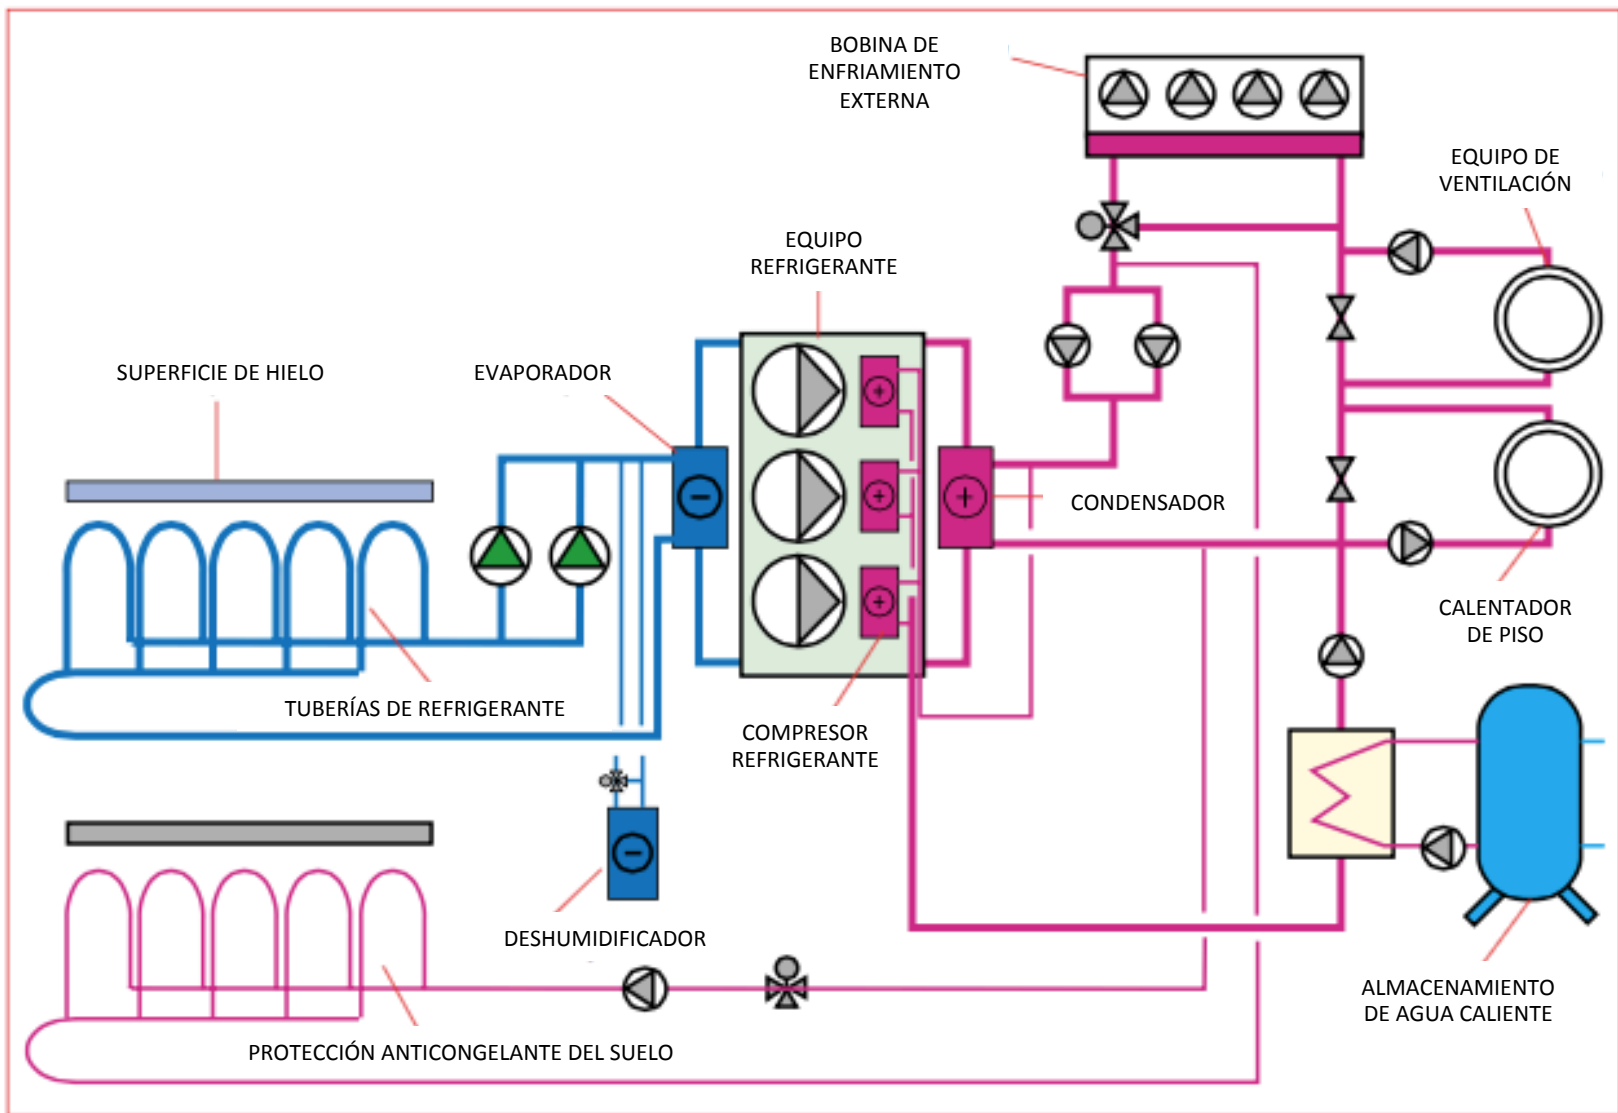 BOBINA DE
ENFRIAMIENTO
EXTERNA
EQUIPO DE
VENTILACIÓN
EQUIPO
REFRIGERANTE
SUPERFICIE DE HIELO
EVAPORADOR
CONDENSADOR
CALENTADOR
DE PISO
TUBERÍAS DE REFRIGERANTE
COMPRESOR
REFRIGERANTE
DESHUMIDIFICADOR
ALMACENAMIENTO
DE AGUA CALIENTE
PROTECCIÓN ANTICONGELANTE DEL SUELO